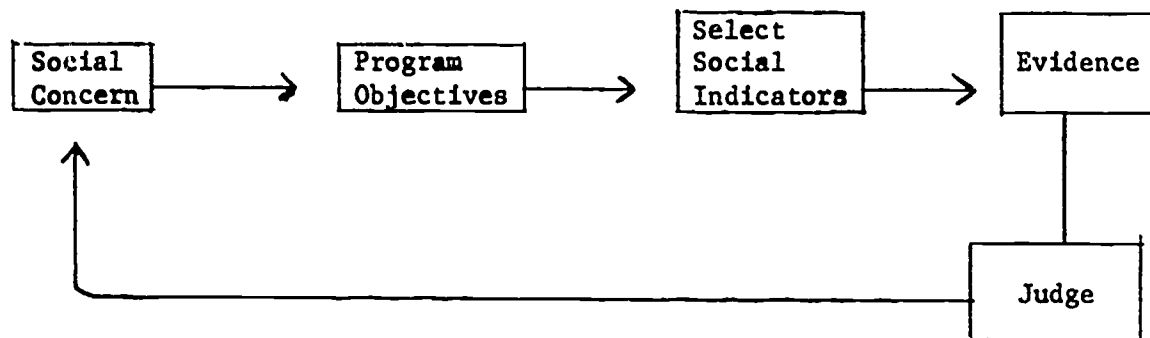 Social
Concern
Program
Objectives
Select
Social
Indicators
Evidence
Judge